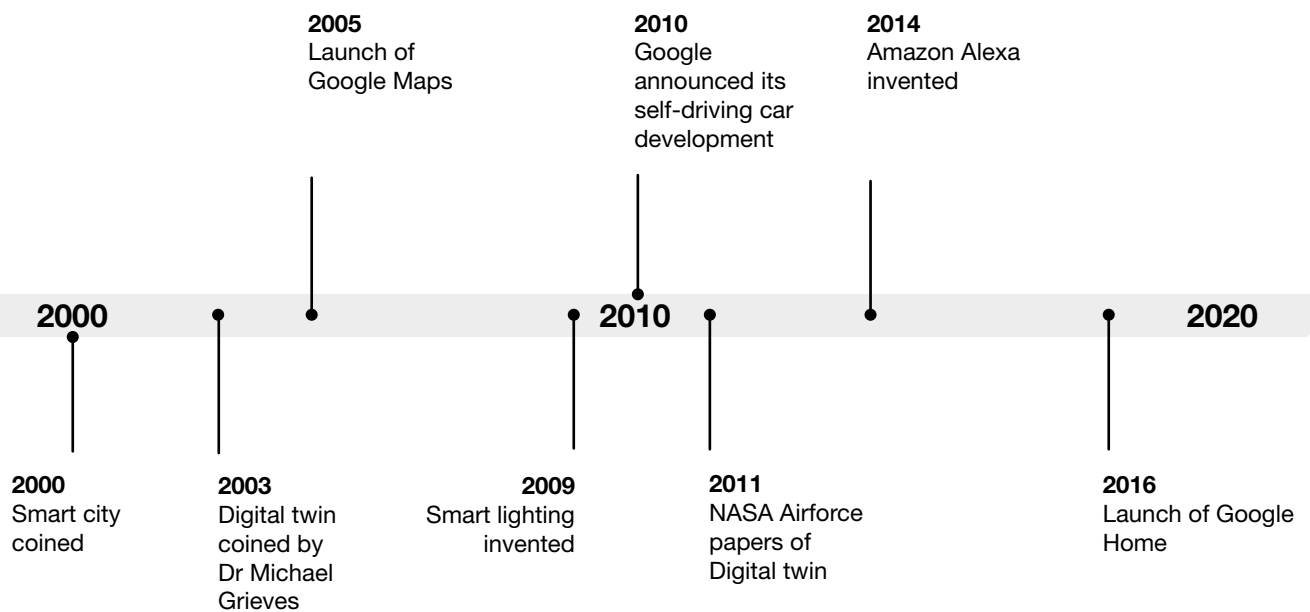 2005
Launch of
Google Maps
2010
Google
announced its
self-driving car
development
2014
Amazon Alexa
invented
2000
2010
2020
2000
Smart city
coined
2003
Digital twin
coined by
Dr Michael
Grieves
2009
Smart lighting
invented
2011
NASA Airforce
papers of
Digital twin
2016
Launch of Google
Home